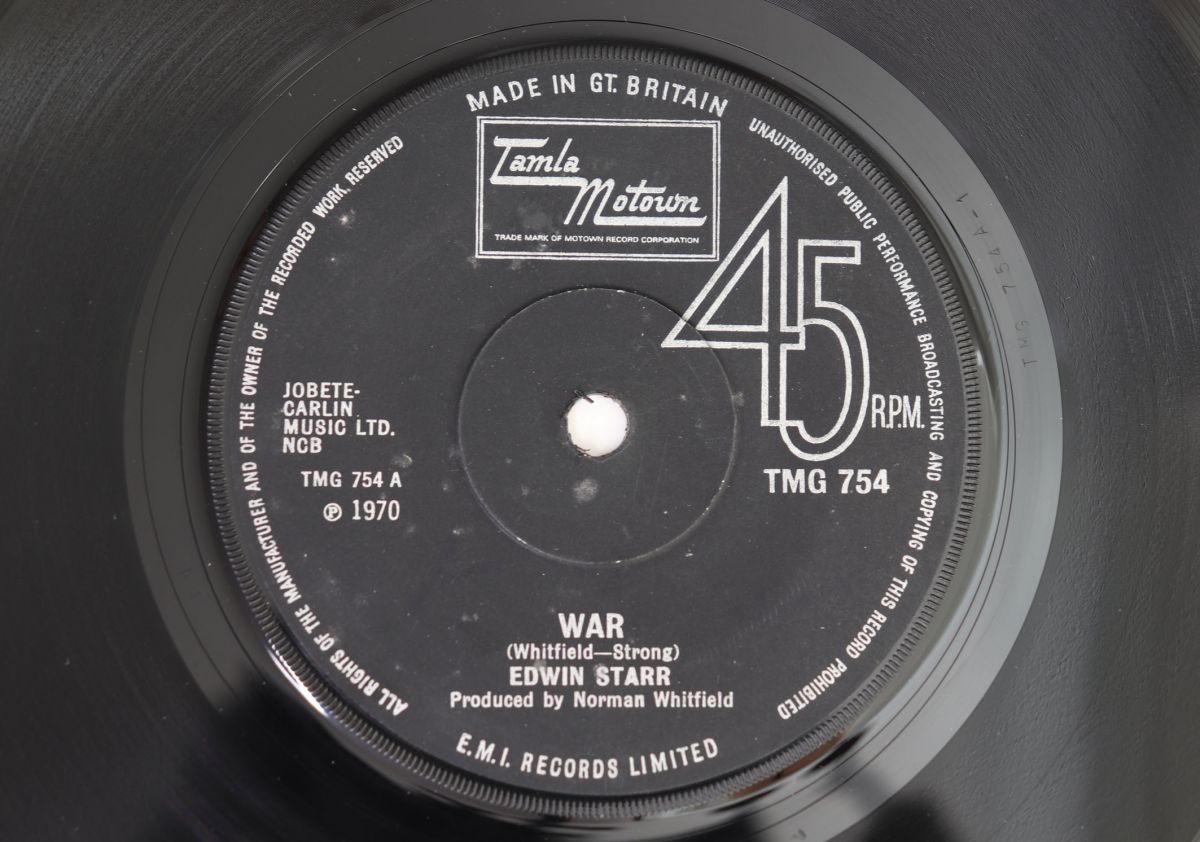 MADE IN GT. BRITAIN
Tamla
Motown
TRADE MARK OF MOTOWN RECORD CORPORATION
UNAUTHORISED PUBLIC PERFORMANCE BROADCASTING AND COPYING OF THIS RECORD PROHIBITED
ALL RIGHTS OF THE MANUFACTURER AND OF THE OWNER OF THE RECORDED WORK, RESERVED
45
R.P.M.
TMG 754
JOBETE-
CARLIN
MUSIC LTD.
NCB
TMG 754 A
℗ 1970
WAR
(Whitfield—Strong)
EDWIN STARR
Produced by Norman Whitfield
E.M.I. RECORDS LIMITED
TMG 754 A-1